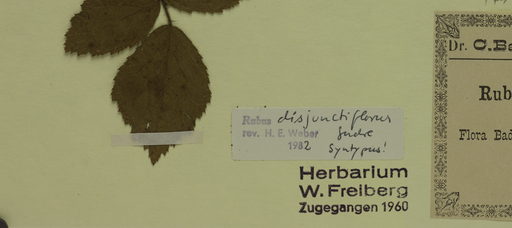 Rubus disjunctiflorus
rev. H. E. Weber Sudre
1982 Syntypus!
Herbarium
W. Freiberg
Zugegangen 1960
Dr. C.
Rub
Flora Bad